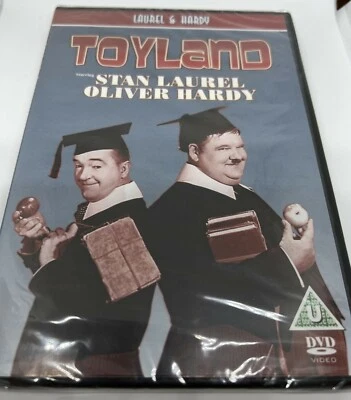 LAUREL & HARDY
TOYLAND
starring
STAN LAUREL
OLIVER HARDY
U
DVD
VIDEO